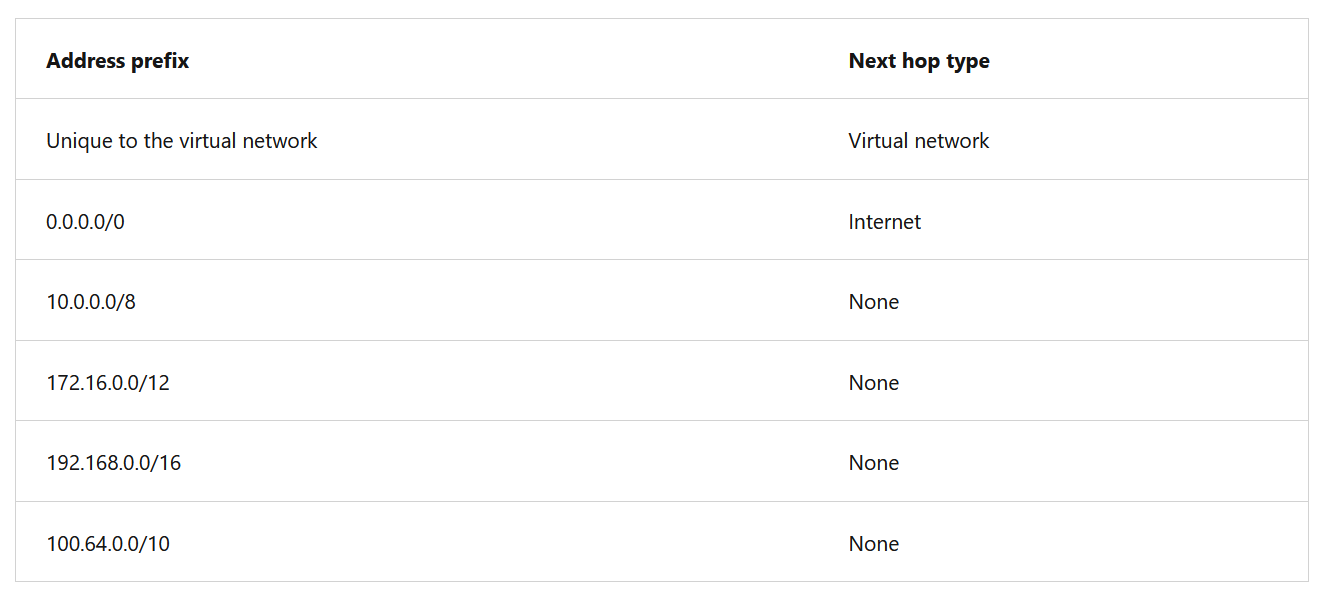 Address prefix Next hop type
Unique to the virtual network Virtual network
0.0.0.0/0 Internet
10.0.0.0/8 None
172.16.0.0/12 None
192.168.0.0/16 None
100.64.0.0/10 None